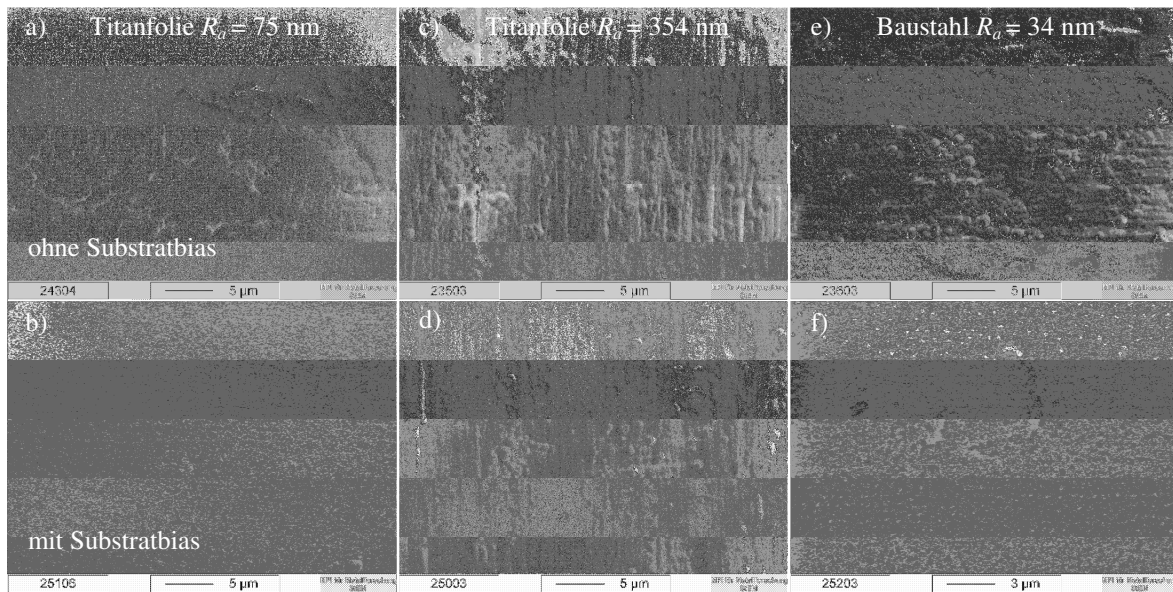 a) Titanfolie Rₐ = 75 nm
c) Titanfolie Rₐ = 354 nm
e) Baustahl Rₐ = 34 nm
ohne Substratbias
24304 5 µm
23503 5 µm
23603 5 µm
b)
d)
f)
mit Substratbias
25106 5 µm
25003 5 µm
25203 3 µm